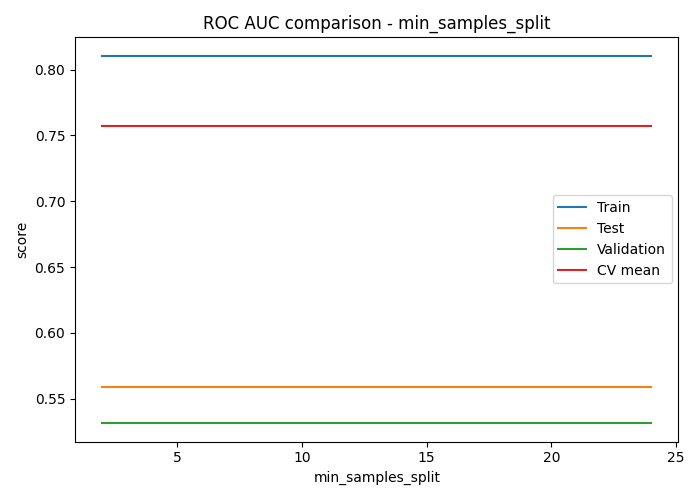 ROC AUC comparison - min_samples_split
score
0.80
0.75
0.70
0.65
0.60
0.55
Train
Test
Validation
CV mean
5
10
15
20
25
min_samples_split